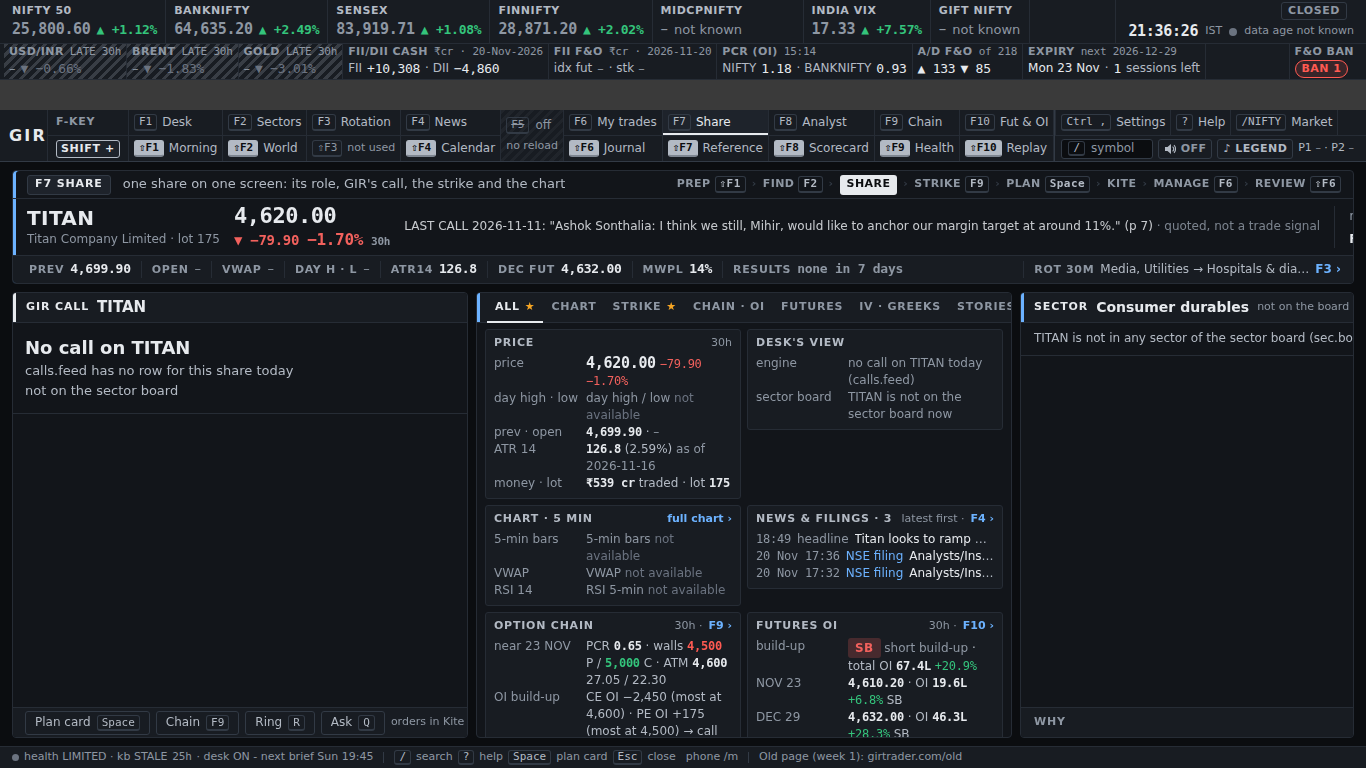 NIFTY 50 BANKNIFTY SENSEX FINNIFTY MIDCPNIFTY INDIA VIX GIFT NIFTY CLOSED
25,800.60 ▲ +1.12% 64,635.20 ▲ +2.49% 83,919.71 ▲ +1.08% 28,871.20 ▲ +2.02% – not known 17.33 ▲ +7.57% – not known 21:36:26 IST ● data age not known
USD/INR LATE 30h BRENT LATE 30h GOLD LATE 30h FII/DII CASH ₹cr · 20-Nov-2026 FII F&O ₹cr · 2026-11-20 PCR (OI) 15:14 A/D F&O of 218 EXPIRY next 2026-12-29 F&O BAN
– ▼ −0.66% – ▼ −1.83% – ▼ −3.01% FII +10,308 · DII −4,860 idx fut – · stk – NIFTY 1.18 · BANKNIFTY 0.93 ▲ 133 ▼ 85 Mon 23 Nov · 1 sessions left BAN 1
GIR F-KEY F1 Desk F2 Sectors F3 Rotation F4 News F5 off F6 My trades F7 Share F8 Analyst F9 Chain F10 Fut & OI Ctrl , Settings ? Help /NIFTY Market
SHIFT + ⇧F1 Morning ⇧F2 World ⇧F3 not used ⇧F4 Calendar no reload ⇧F6 Journal ⇧F7 Reference ⇧F8 Scorecard ⇧F9 Health ⇧F10 Replay / symbol OFF ♪ LEGEND P1 – · P2 –
F7 SHARE one share on one screen: its role, GIR's call, the strike and the chart PREP ⇧F1 › FIND F2 › SHARE › STRIKE F9 › PLAN Space › KITE › MANAGE F6 › REVIEW ⇧F6
TITAN 4,620.00
Titan Company Limited · lot 175 ▼ −79.90 −1.70% 30h
LAST CALL 2026-11-11: "Ashok Sonthalia: I think we still, Mihir, would like to anchor our margin target at around 11%." (p 7) · quoted, not a trade signal
PREV 4,699.90 OPEN – VWAP – DAY H · L – ATR14 126.8 DEC FUT 4,632.00 MWPL 14% RESULTS none in 7 days ROT 30M Media, Utilities → Hospitals & dia… F3 ›
GIR CALL TITAN
No call on TITAN
calls.feed has no row for this share today
not on the sector board
Plan card Space Chain F9 Ring R Ask Q orders in Kite
ALL ★ CHART STRIKE ★ CHAIN · OI FUTURES IV · GREEKS STORIES
PRICE 30h
price 4,620.00 −79.90
−1.70%
day high · low day high / low not
available
prev · open 4,699.90 · –
ATR 14 126.8 (2.59%) as of
2026-11-16
money · lot ₹539 cr traded · lot 175
DESK'S VIEW
engine no call on TITAN today
(calls.feed)
sector board TITAN is not on the
sector board now
CHART · 5 MIN full chart ›
5-min bars 5-min bars not
available
VWAP VWAP not available
RSI 14 RSI 5-min not available
NEWS & FILINGS · 3 latest first · F4 ›
18:49 headline Titan looks to ramp …
20 Nov 17:36 NSE filing Analysts/Ins…
20 Nov 17:32 NSE filing Analysts/Ins…
OPTION CHAIN 30h · F9 ›
near 23 NOV PCR 0.65 · walls 4,500
P / 5,000 C · ATM 4,600
27.05 / 22.30
OI build-up CE OI −2,450 (most at
4,600) · PE OI +175
(most at 4,500) → call
FUTURES OI 30h · F10 ›
build-up SB short build-up ·
total OI 67.4L +20.9%
NOV 23 4,610.20 · OI 19.6L
+6.8% SB
DEC 29 4,632.00 · OI 46.3L
+28.3% SB
SECTOR Consumer durables not on the board
TITAN is not in any sector of the sector board (sec.bo
WHY
● health LIMITED · kb STALE 25h · desk ON - next brief Sun 19:45 / search ? help Space plan card Esc close phone /m Old page (week 1): girtrader.com/old